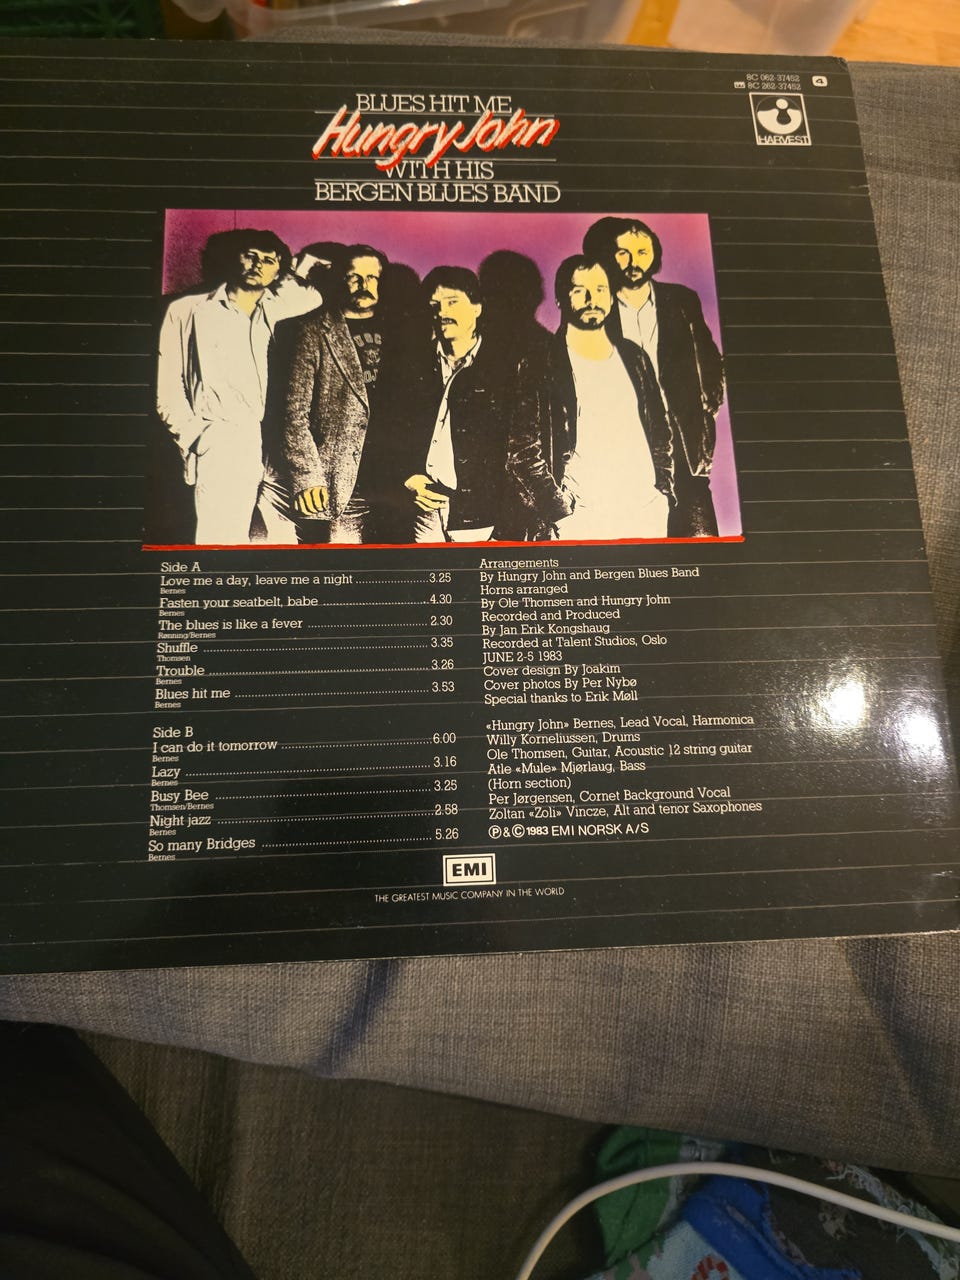 8C 062-37452
8C 262-37452
4
HARVEST
BLUES HIT ME
Hungry John
WITH HIS
BERGEN BLUES BAND
Side A
Love me a day, leave me a night ........................3.25
Bernes
Fasten your seatbelt, babe ........................4.30
Bernes
The blues is like a fever ........................2.30
Rønning/Bernes
Shuffle ........................3.35
Thomsen
Trouble ........................3.26
Bernes
Blues hit me ........................3.53
Bernes
Side B
I can do it tomorrow ........................6.00
Bernes
Lazy ........................3.16
Bernes
Busy Bee ........................3.25
Thomsen/Bernes
Night jazz ........................2.58
Bernes
So many Bridges ........................5.26
Bernes
Arrangements
By Hungry John and Bergen Blues Band
Horns arranged
By Ole Thomsen and Hungry John
Recorded and Produced
By Jan Erik Kongshaug
Recorded at Talent Studios, Oslo
JUNE 2-5 1983
Cover design By Joakim
Cover photos By Per Nybø
Special thanks to Erik Møll
«Hungry John» Bernes, Lead Vocal, Harmonica
Willy Korneliussen, Drums
Ole Thomsen, Guitar, Acoustic 12 string guitar
Atle «Mule» Mjørlaug, Bass
(Horn section)
Per Jørgensen, Cornet Background Vocal
Zoltan «Zoli» Vincze, Alt and tenor Saxophones
Ⓟ&Ⓒ1983 EMI NORSK A/S
EMI
THE GREATEST MUSIC COMPANY IN THE WORLD